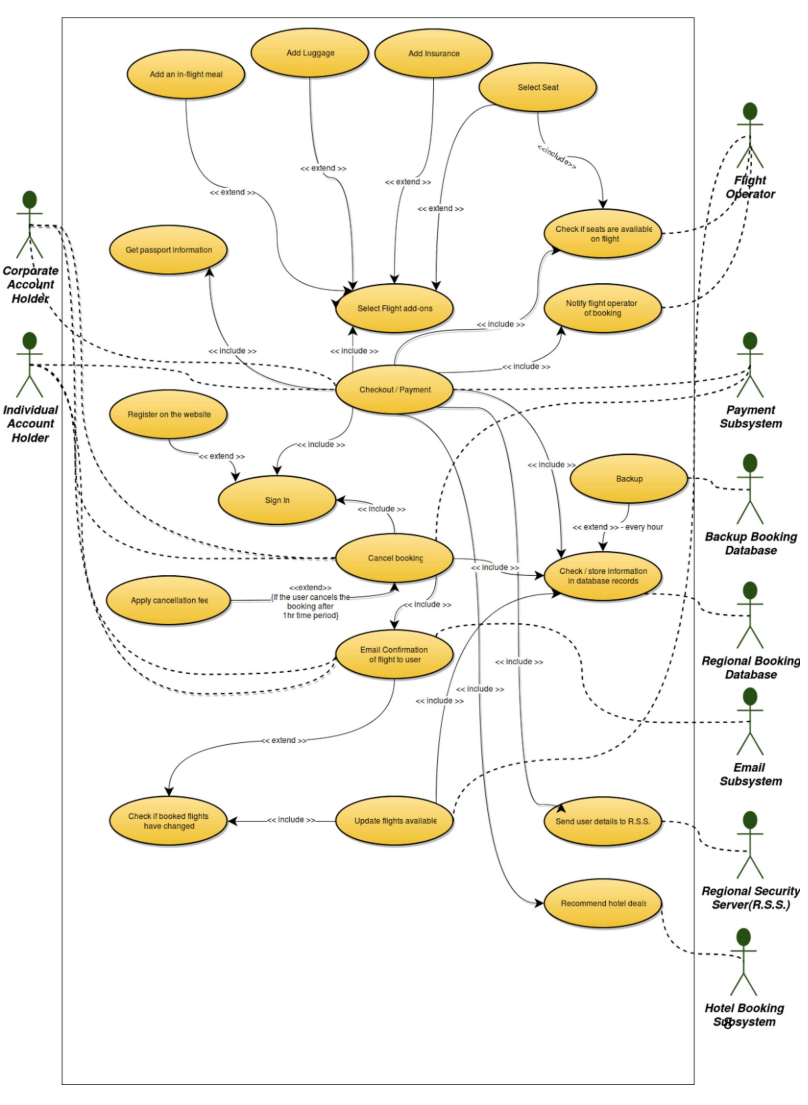 Add Luggage
Add Insurance
Add an in-flight meal
Select Seat
<<include>>
<< extend >>
<< extend >>
<< extend >>
<< extend >>
Flight
Operator
Check if seats are available
on flight
Get passport information
Corporate
Account
Holder
Select Flight add-ons
Notify flight operator
of booking
<< include >>
<< include >>
<< include >>
<< include >>
Checkout / Payment
Individual
Account
Holder
Payment
Subsystem
Register on the website
<< include >>
<< extend >>
<< include >>
Backup
Sign In
<< include >>
<< extend >> - every hour
Backup Booking
Database
Cancel booking
<< include >>
Check / store information
in database records
<<extend>>
{If the user cancels the
booking after
1hr time period}
Apply cancellation fee
<< include >>
Email Confirmation
of flight to user
<< include >>
Regional Booking
Database
<< include >>
<< include >>
<< extend >>
Email
Subsystem
Check if booked flights
have changed
<< include >>
Update flights available
Send user details to R.S.S.
Regional Security
Server(R.S.S.)
Recommend hotel deals
Hotel Booking
Subsystem
8